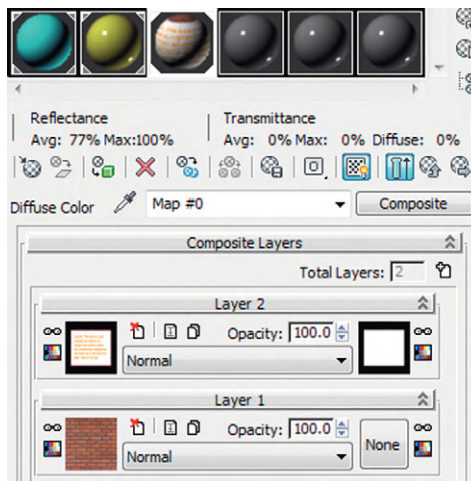 Reflectance Transmittance
Avg: 77% Max:100% Avg: 0% Max: 0% Diffuse: 0%
Diffuse Color Map #0 Composite
Composite Layers
Total Layers: 2
Layer 2
Opacity: 100.0
Normal
Layer 1
Opacity: 100.0
Normal None